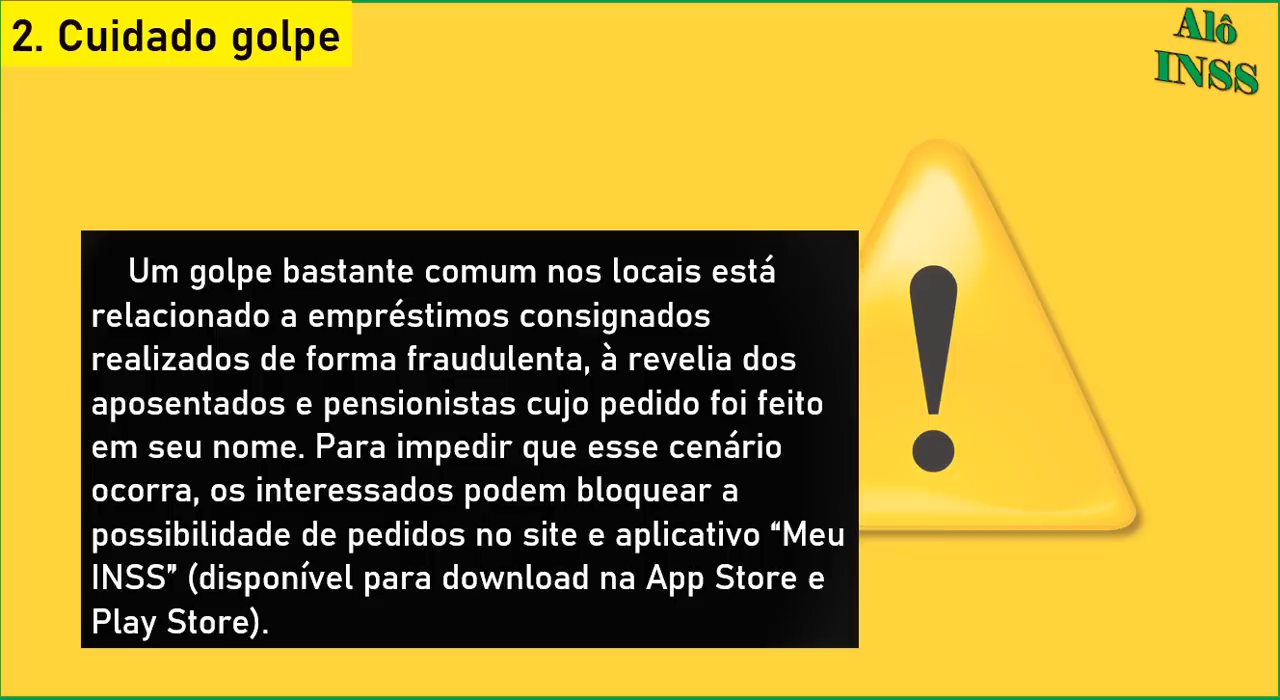 2. Cuidado golpe
Alô
INSS
Um golpe bastante comum nos locais está
relacionado a empréstimos consignados
realizados de forma fraudulenta, à revelia dos
aposentados e pensionistas cujo pedido foi feito
em seu nome. Para impedir que esse cenário
ocorra, os interessados podem bloquear a
possibilidade de pedidos no site e aplicativo “Meu
INSS” (disponível para download na App Store e
Play Store).
!